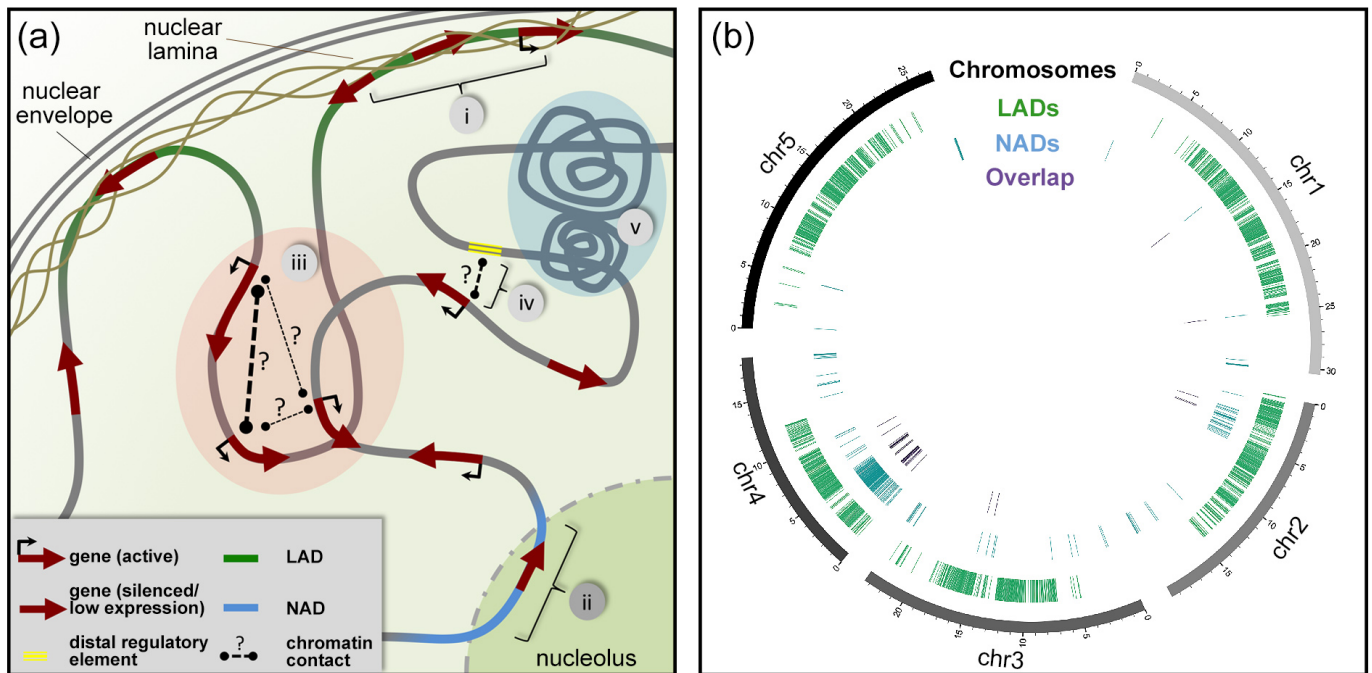 (a)
nuclear
lamina
nuclear
envelope
i
iii
?
?
?
?
iv
v
ii
nucleolus
gene (active)
LAD
gene (silenced/
low expression)
NAD
distal regulatory
element
?
chromatin
contact
(b)
Chromosomes
LADs
NADs
Overlap
chr1
0
5
10
15
20
25
30
chr2
0
5
10
15
chr3
0
5
10
15
20
chr4
0
5
10
15
chr5
0
5
10
15
20
25